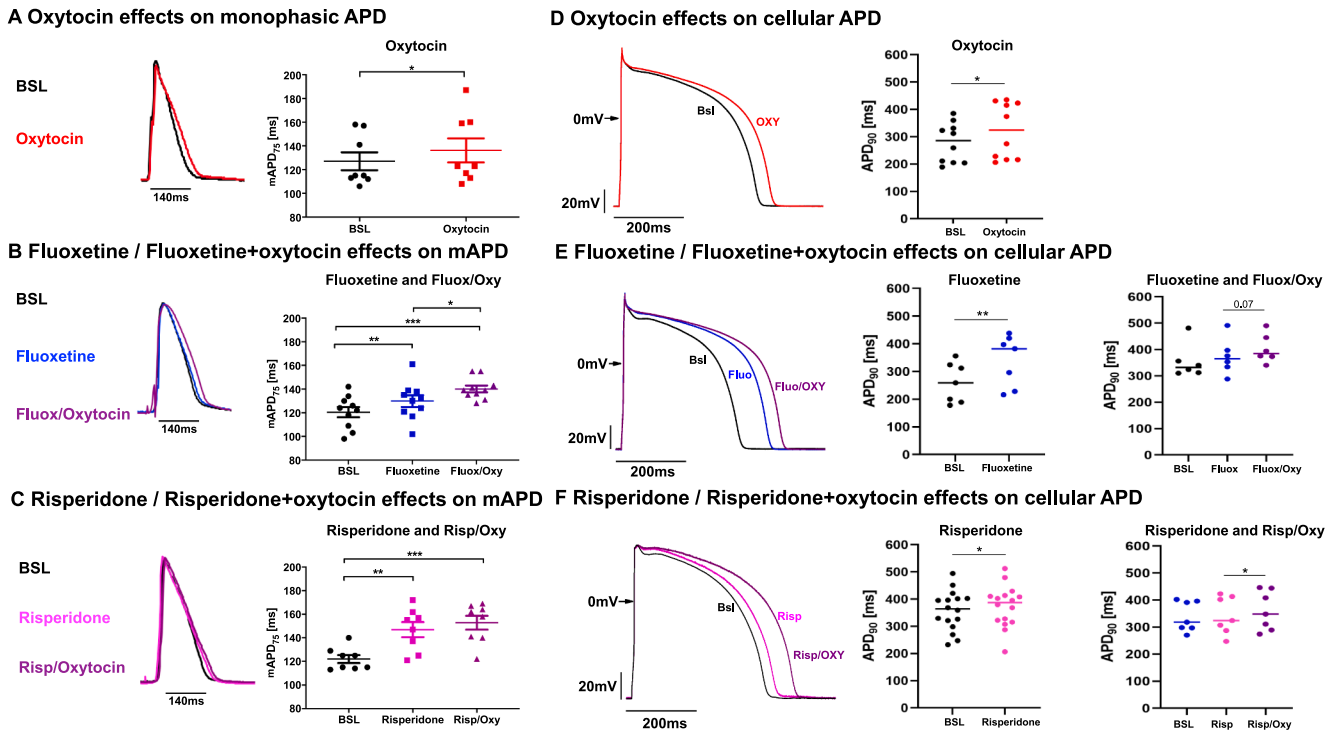 A Oxytocin effects on monophasic APD
BSL
Oxytocin
140ms
Oxytocin
*
mAPD75 [ms]
200
180
160
140
120
100
80
BSL
Oxytocin
D Oxytocin effects on cellular APD
0mV
Bsl
OXY
20mV
200ms
Oxytocin
*
APD90 [ms]
600
500
400
300
200
100
0
BSL
Oxytocin
B Fluoxetine / Fluoxetine+oxytocin effects on mAPD
BSL
Fluoxetine
Fluox/Oxytocin
140ms
Fluoxetine and Fluox/Oxy
*
***
**
mAPD75 [ms]
200
180
160
140
120
100
80
BSL
Fluoxetine
Fluox/Oxy
E Fluoxetine / Fluoxetine+oxytocin effects on cellular APD
0mV
Bsl
Fluo
Fluo/OXY
20mV
200ms
Fluoxetine
**
APD90 [ms]
600
500
400
300
200
100
0
BSL
Fluoxetine
Fluoxetine and Fluox/Oxy
0.07
APD90 [ms]
600
500
400
300
200
100
0
BSL
Fluox
Fluox/Oxy
C Risperidone / Risperidone+oxytocin effects on mAPD
BSL
Risperidone
Risp/Oxytocin
140ms
Risperidone and Risp/Oxy
***
**
mAPD75 [ms]
200
180
160
140
120
100
80
BSL
Risperidone
Risp/Oxy
F Risperidone / Risperidone+oxytocin effects on cellular APD
0mV
Bsl
Risp
Risp/OXY
20mV
200ms
Risperidone
*
APD90 [ms]
600
500
400
300
200
100
0
BSL
Risperidone
Risperidone and Risp/Oxy
*
APD90 [ms]
600
500
400
300
200
100
0
BSL
Risp
Risp/Oxy